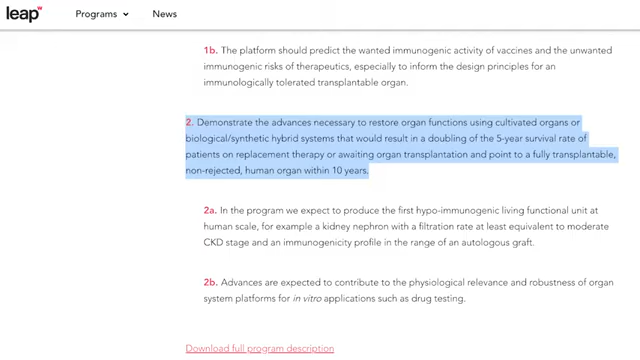 leap w
Programs
News
1b. The platform should predict the wanted immunogenic activity of vaccines and the unwanted
immunogenic risks of therapeutics, especially to inform the design principles for an
immunologically tolerated transplantable organ.
2. Demonstrate the advances necessary to restore organ functions using cultivated organs or
biological/synthetic hybrid systems that would result in a doubling of the 5-year survival rate of
patients on replacement therapy or awaiting organ transplantation and point to a fully transplantable,
non-rejected, human organ within 10 years.
2a. In the program we expect to produce the first hypo-immunogenic living functional unit at
human scale, for example a kidney nephron with a filtration rate at least equivalent to moderate
CKD stage and an immunogenicity profile in the range of an autologous graft.
2b. Advances are expected to contribute to the physiological relevance and robustness of organ
system platforms for in vitro applications such as drug testing.
Download full program description